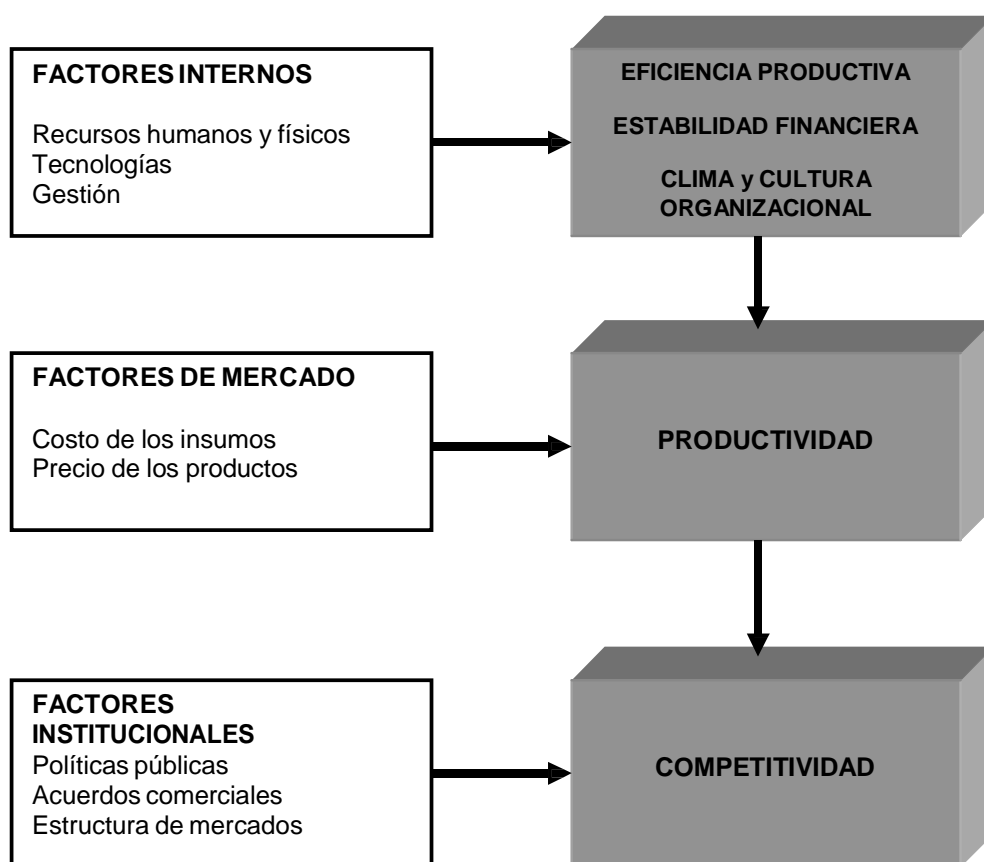 FACTORES INTERNOS
Recursos humanos y físicos
Tecnologías
Gestión
EFICIENCIA PRODUCTIVA
ESTABILIDAD FINANCIERA
CLIMA y CULTURA
ORGANIZACIONAL
FACTORES DE MERCADO
Costo de los insumos
Precio de los productos
PRODUCTIVIDAD
FACTORES
INSTITUCIONALES
Políticas públicas
Acuerdos comerciales
Estructura de mercados
COMPETITIVIDAD